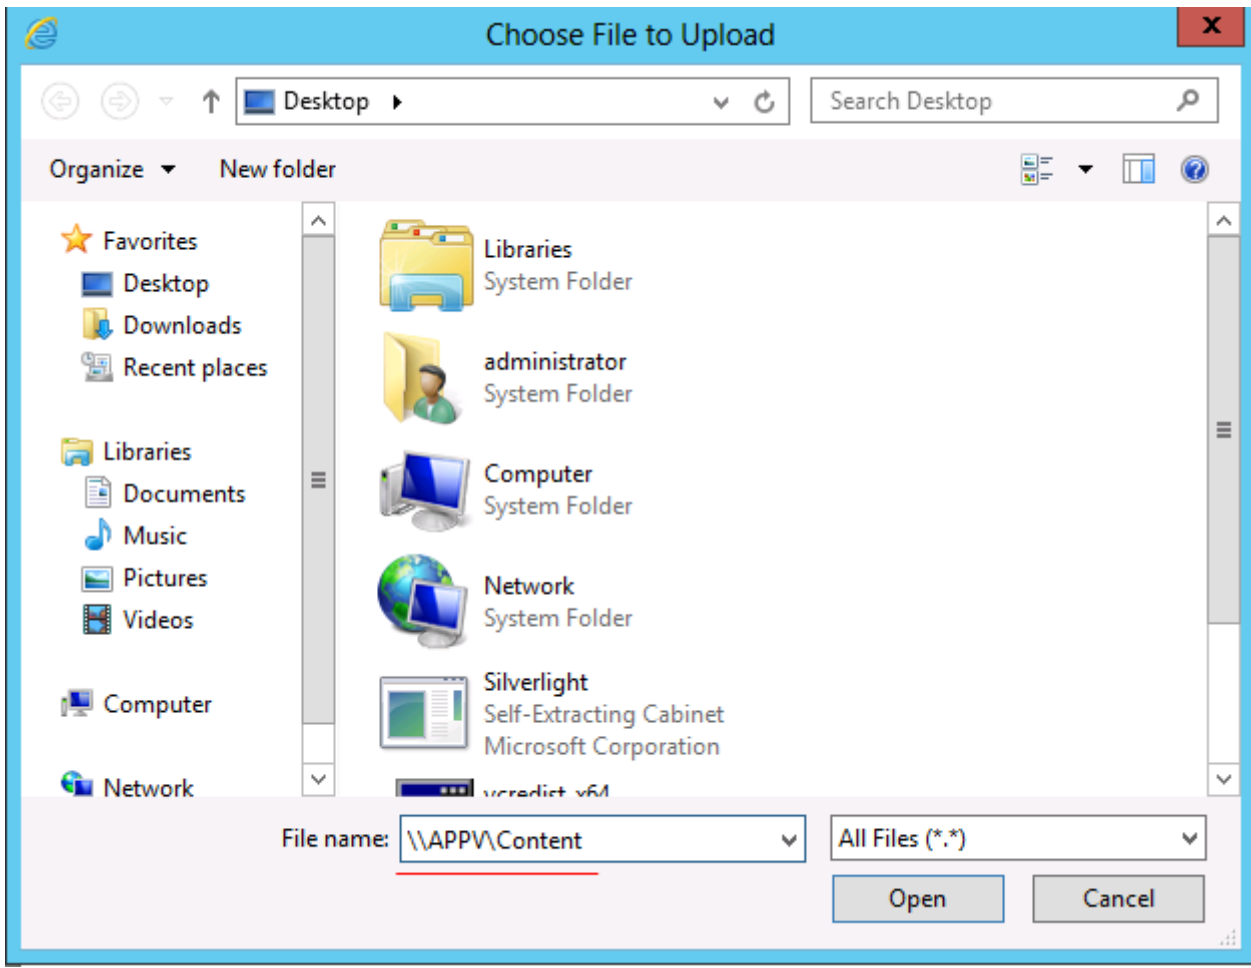 Choose File to Upload
x
Desktop
Search Desktop
Organize
New folder
Favorites
Desktop
Downloads
Recent places
Libraries
Documents
Music
Pictures
Videos
Computer
Network
Libraries
System Folder
administrator
System Folder
Computer
System Folder
Network
System Folder
Silverlight
Self-Extracting Cabinet
Microsoft Corporation
vcredist_x64
File name: \\APPV\Content
All Files (*.*)
Open
Cancel